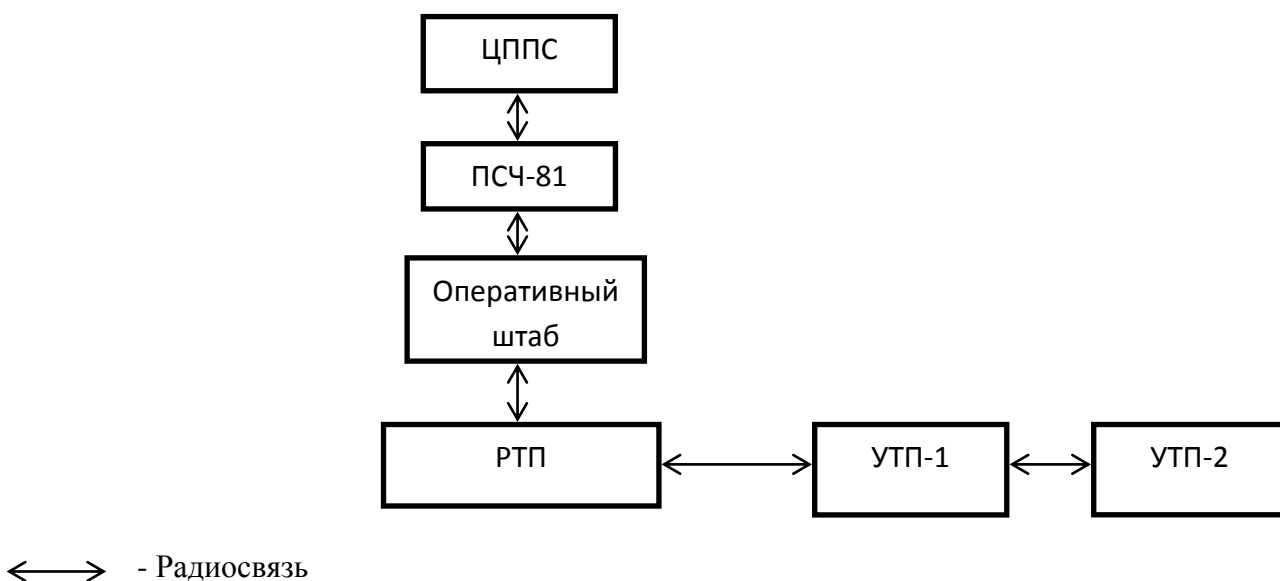 ЦППС
ПСЧ-81
Оперативный
штаб
РТП
УТП-1
УТП-2
- Радиосвязь